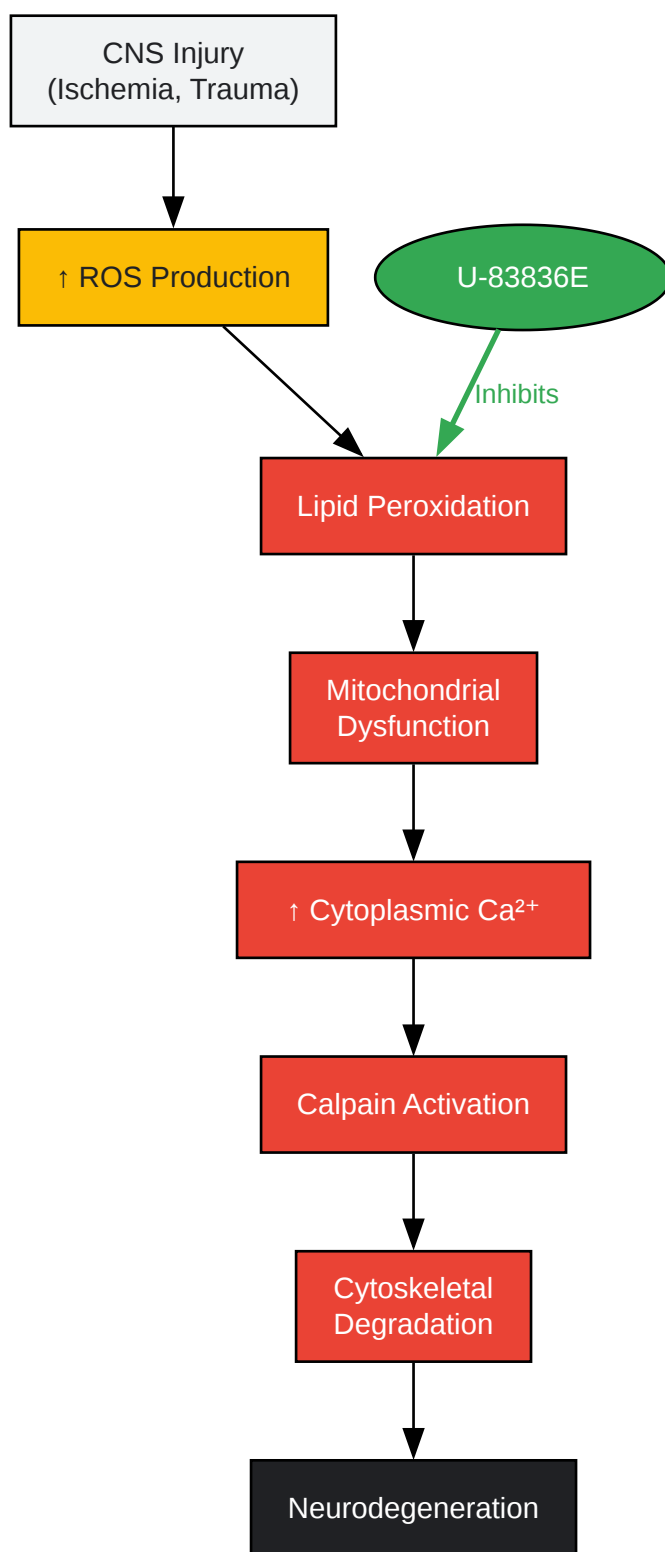 CNS Injury
(Ischemia, Trauma)
↑ ROS Production
U-83836E
Inhibits
Lipid Peroxidation
Mitochondrial
Dysfunction
↑ Cytoplasmic Ca²⁺
Calpain Activation
Cytoskeletal
Degradation
Neurodegeneration